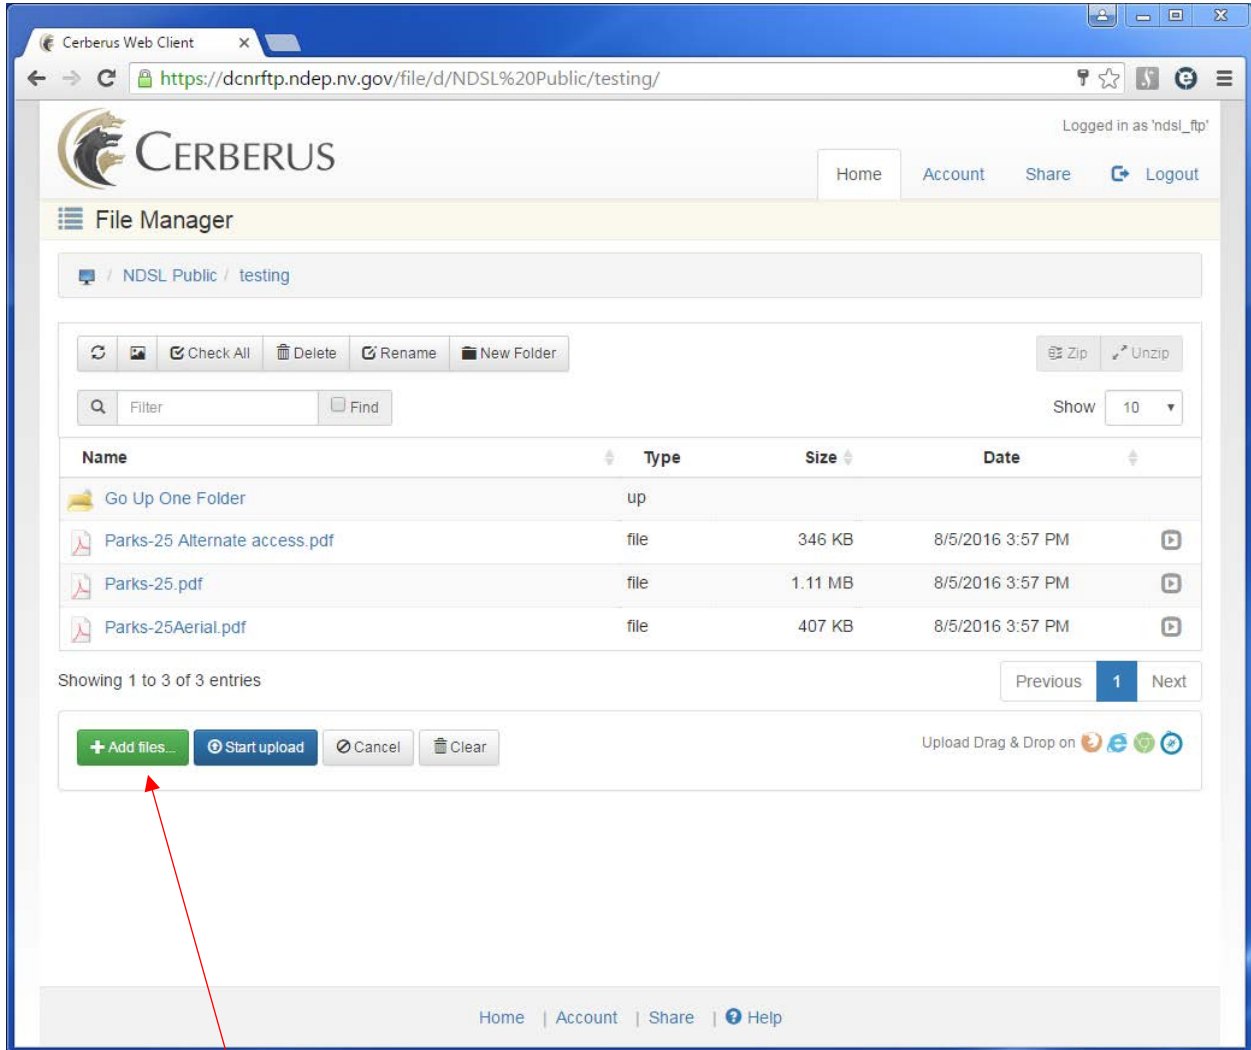 Cerberus Web Client
https://dcnrftp.ndep.nv.gov/file/d/NDSL%20Public/testing/
Logged in as 'ndsl_ftp'
CERBERUS
Home Account Share Logout
File Manager
/ NDSL Public / testing
Check All Delete Rename New Folder Zip Unzip
Filter Find Show 10
Name Type Size Date
Go Up One Folder up
Parks-25 Alternate access.pdf file 346 KB 8/5/2016 3:57 PM
Parks-25.pdf file 1.11 MB 8/5/2016 3:57 PM
Parks-25Aerial.pdf file 407 KB 8/5/2016 3:57 PM
Showing 1 to 3 of 3 entries Previous 1 Next
Add files... Start upload Cancel Clear Upload Drag & Drop on
Home | Account | Share | Help